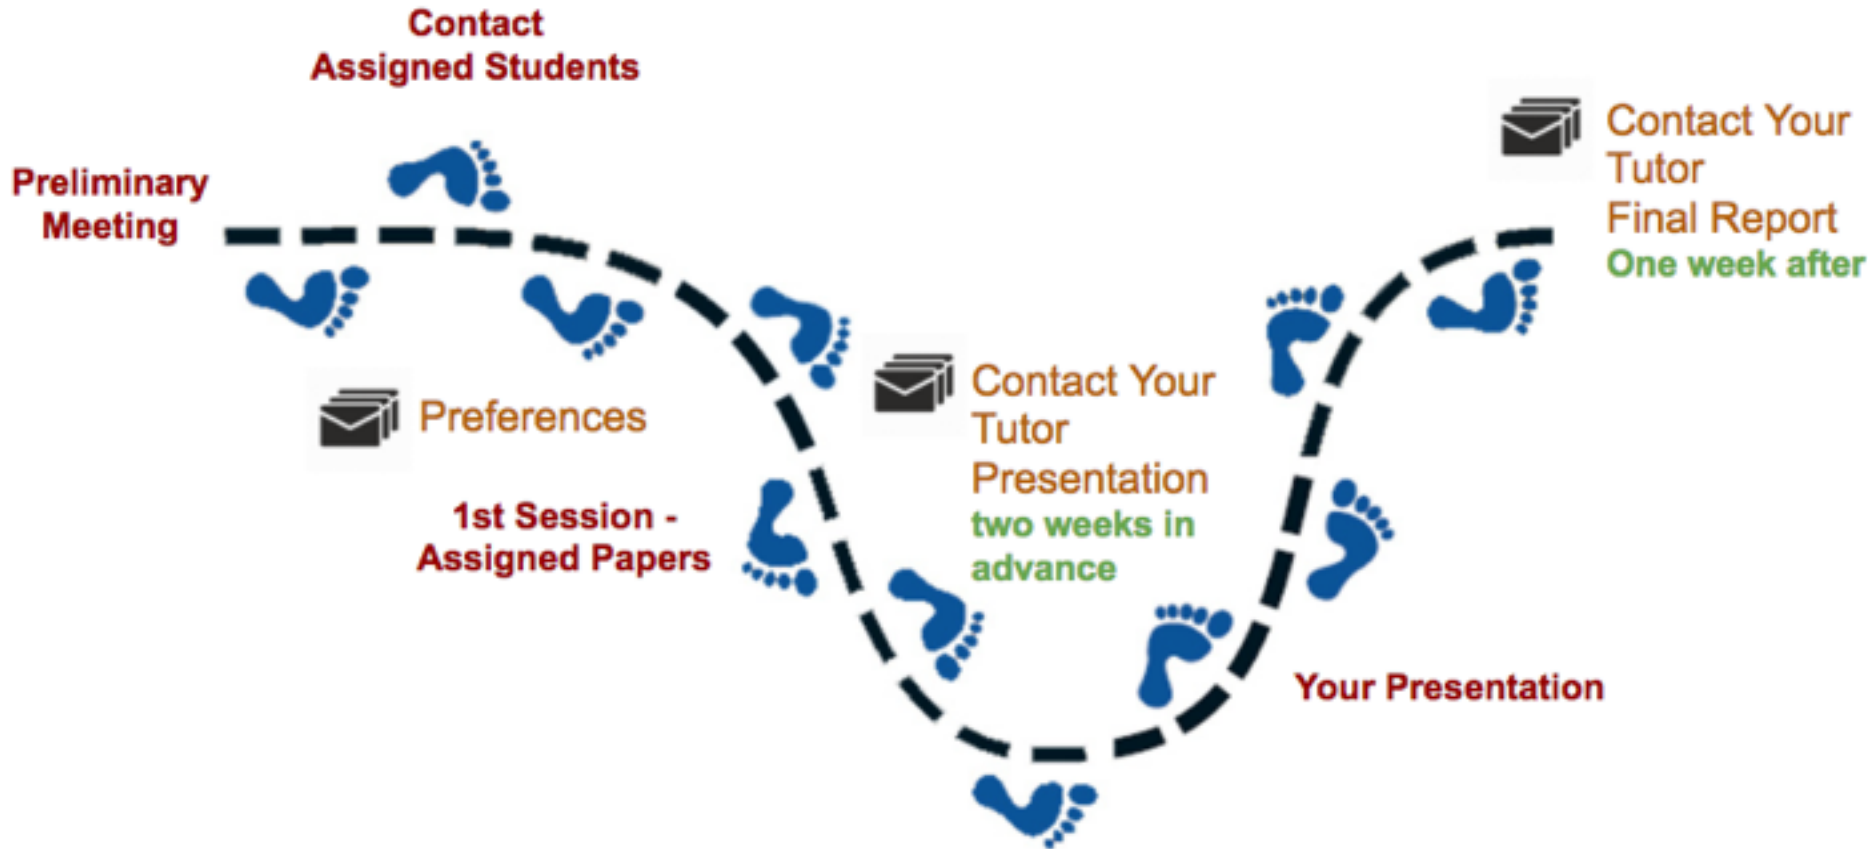 Contact
Assigned Students
Preliminary
Meeting
Preferences
1st Session -
Assigned Papers
Contact Your
Tutor
Presentation
two weeks in
advance
Your Presentation
Contact Your
Tutor
Final Report
One week after